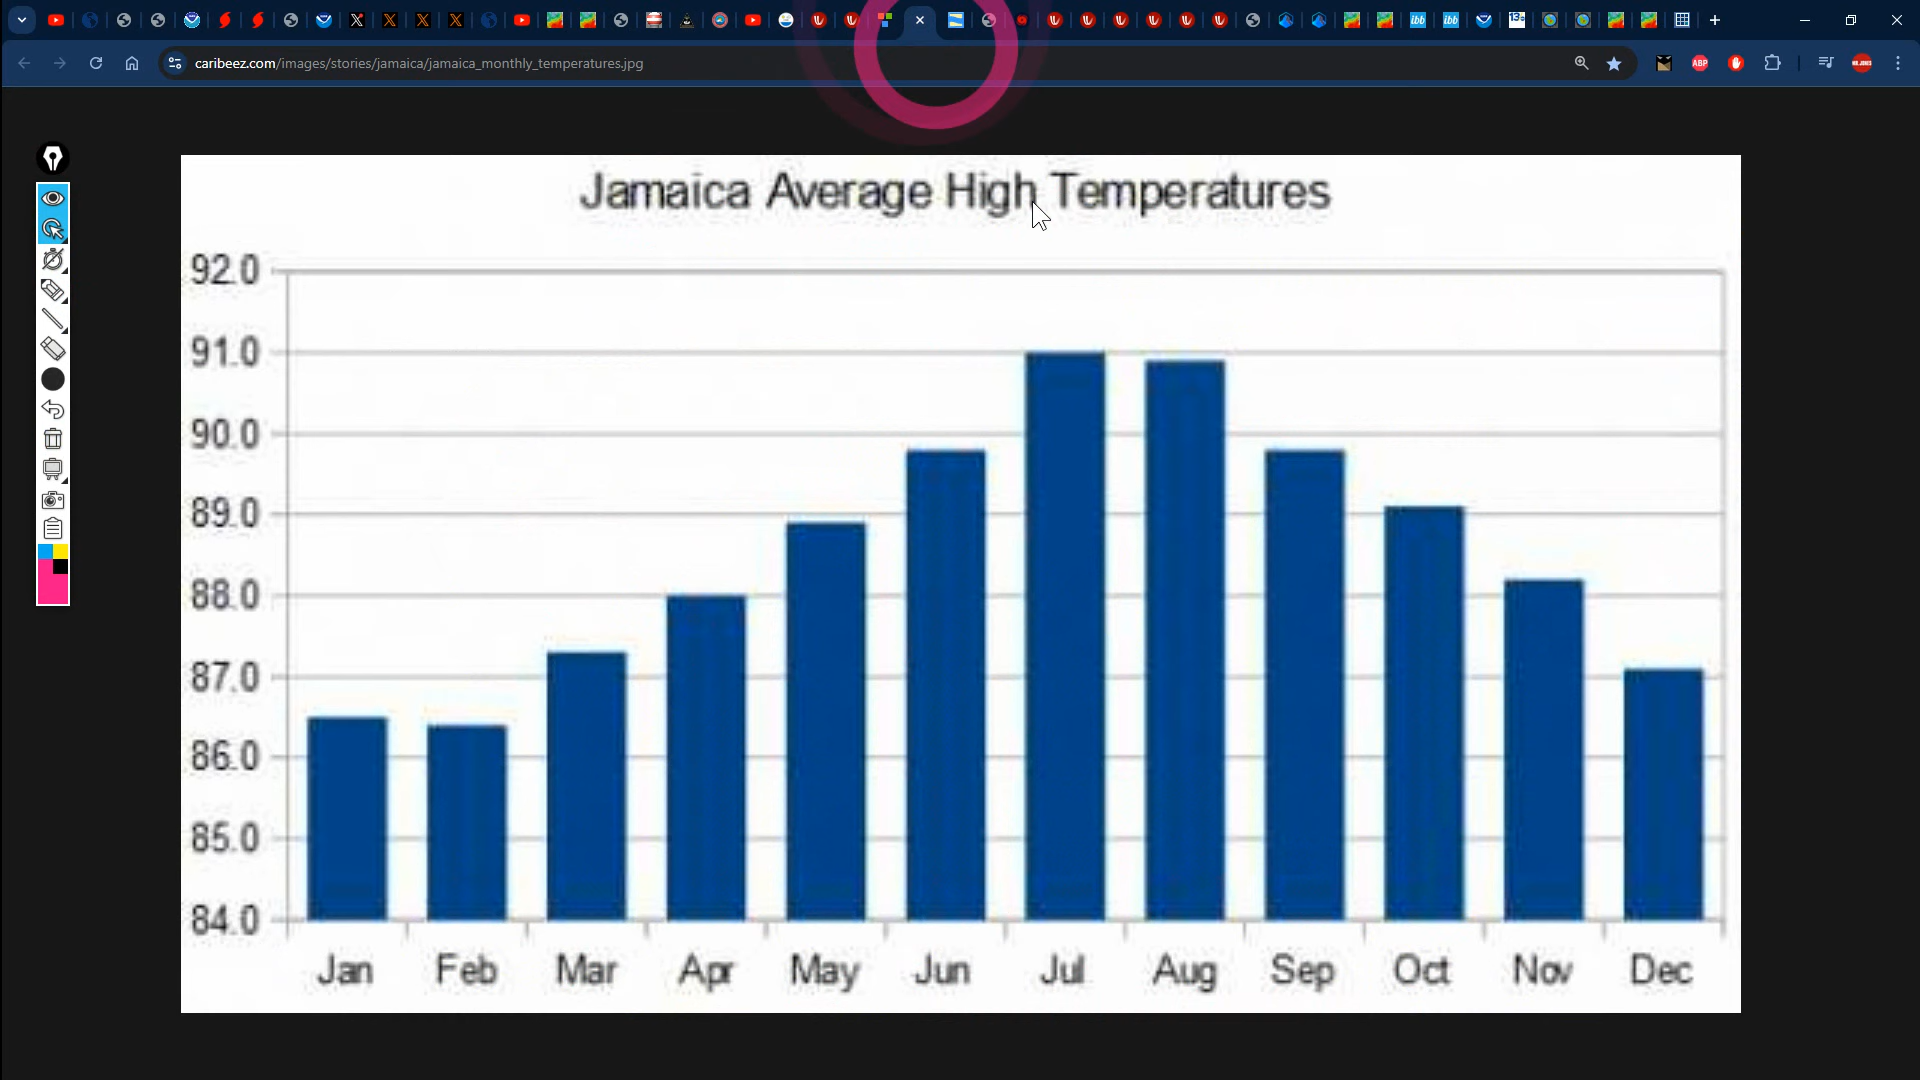 caribeez.com/images/stories/jamaica/jamaica_monthly_temperatures.jpg
ABP
Jamaica Average High Temperatures
92.0
91.0
90.0
89.0
88.0
87.0
86.0
85.0
84.0
Jan Feb Mar Apr May Jun Jul Aug Sep Oct Nov Dec